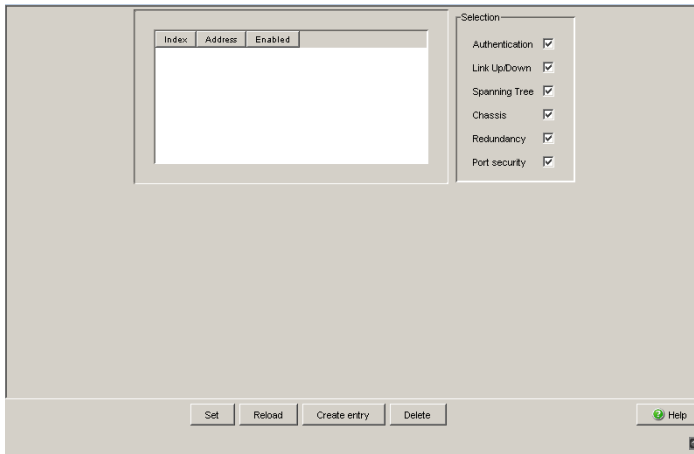 Selection
Index Address Enabled
Authentication
Link Up/Down
Spanning Tree
Chassis
Redundancy
Port security
Set Reload Create entry Delete Help